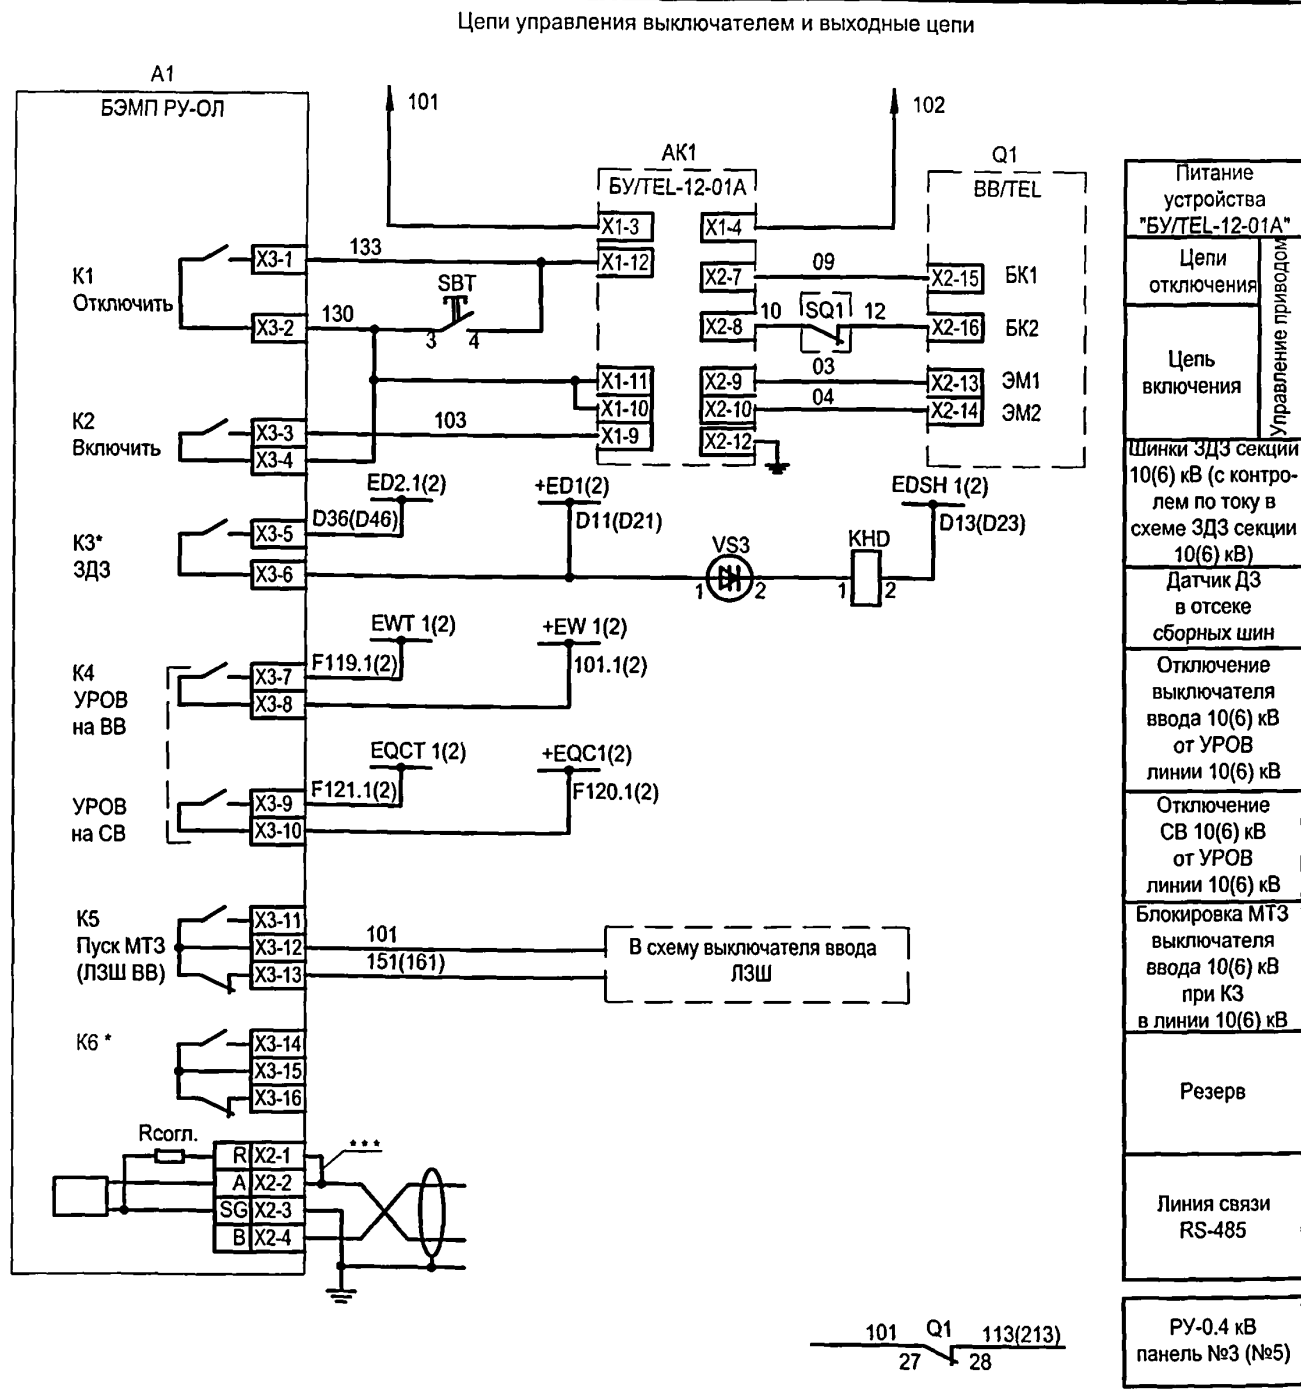 Цепи управления выключателем и выходные цепи
А1
БЭМП РУ-ОЛ
101
102
АК1
БУ/TEL-12-01А
Q1
ВВ/TEL
X1-3
X1-4
X1-12
X2-7
09
X2-15
БК1
X2-8
10
SQ1
12
X2-16
БК2
X1-11
X2-9
03
X2-13
ЭМ1
X1-10
X2-10
04
X2-14
ЭМ2
X1-9
X2-12
К1
Отключить
X3-1
133
X3-2
130
SBT
3
4
К2
Включить
X3-3
103
X3-4
ED2.1(2)
+ED1(2)
EDSH 1(2)
D36(D46)
D11(D21)
D13(D23)
К3*
ЗДЗ
X3-5
X3-6
VS3
1
2
KHD
1
2
EWT 1(2)
+EW 1(2)
F119.1(2)
101.1(2)
К4
УРОВ
на ВВ
X3-7
X3-8
EQCT 1(2)
+EQC1(2)
F121.1(2)
F120.1(2)
УРОВ
на СВ
X3-9
X3-10
К5
Пуск МТЗ
(ЛЗШ ВВ)
X3-11
X3-12
X3-13
101
151(161)
В схему выключателя ввода
ЛЗШ
К6 *
X3-14
X3-15
X3-16
Rсогл.
***
R X2-1
A X2-2
SG X2-3
B X2-4
101
Q1
113(213)
27
28
Питание
устройства
"БУ/TEL-12-01А"
Цепи
отключения
Цепь
включения
Управление приводом
Шинки ЗДЗ секции
10(6) кВ (с контро-
лем по току в
схеме ЗДЗ секции
10(6) кВ)
Датчик ДЗ
в отсеке
сборных шин
Отключение
выключателя
ввода 10(6) кВ
от УРОВ
линии 10(6) кВ
Отключение
СВ 10(6) кВ
от УРОВ
линии 10(6) кВ
Блокировка МТЗ
выключателя
ввода 10(6) кВ
при КЗ
в линии 10(6) кВ
Резерв
Линия связи
RS-485
РУ-0.4 кВ
панель №3 (№5)